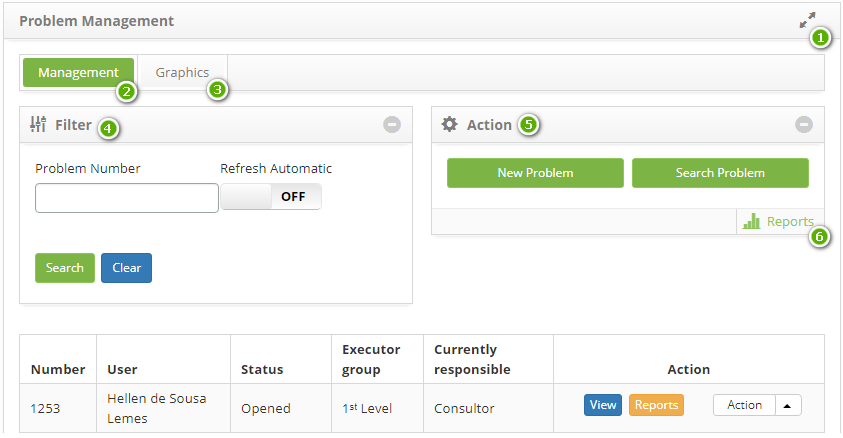 Problem Management
1
Management
2
Graphics
3
Filter
4
Problem Number
Refresh Automatic
OFF
Search
Clear
Action
5
New Problem
Search Problem
Reports
6
Number
User
Status
Executor
group
Currently
responsible
Action
1253
Hellen de Sousa
Lemes
Opened
1st Level
Consultor
View
Reports
Action